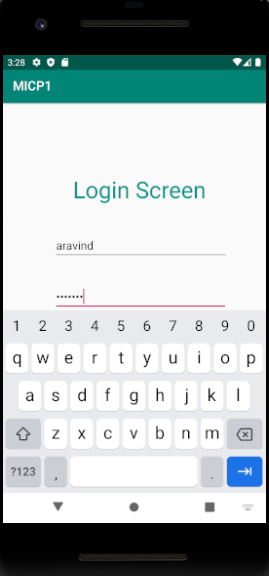 3:28
MICP1
Login Screen
aravind
•••••••
1 2 3 4 5 6 7 8 9 0
q w e r t y u i o p
a s d f g h j k l
z x c v b n m
?123 , .